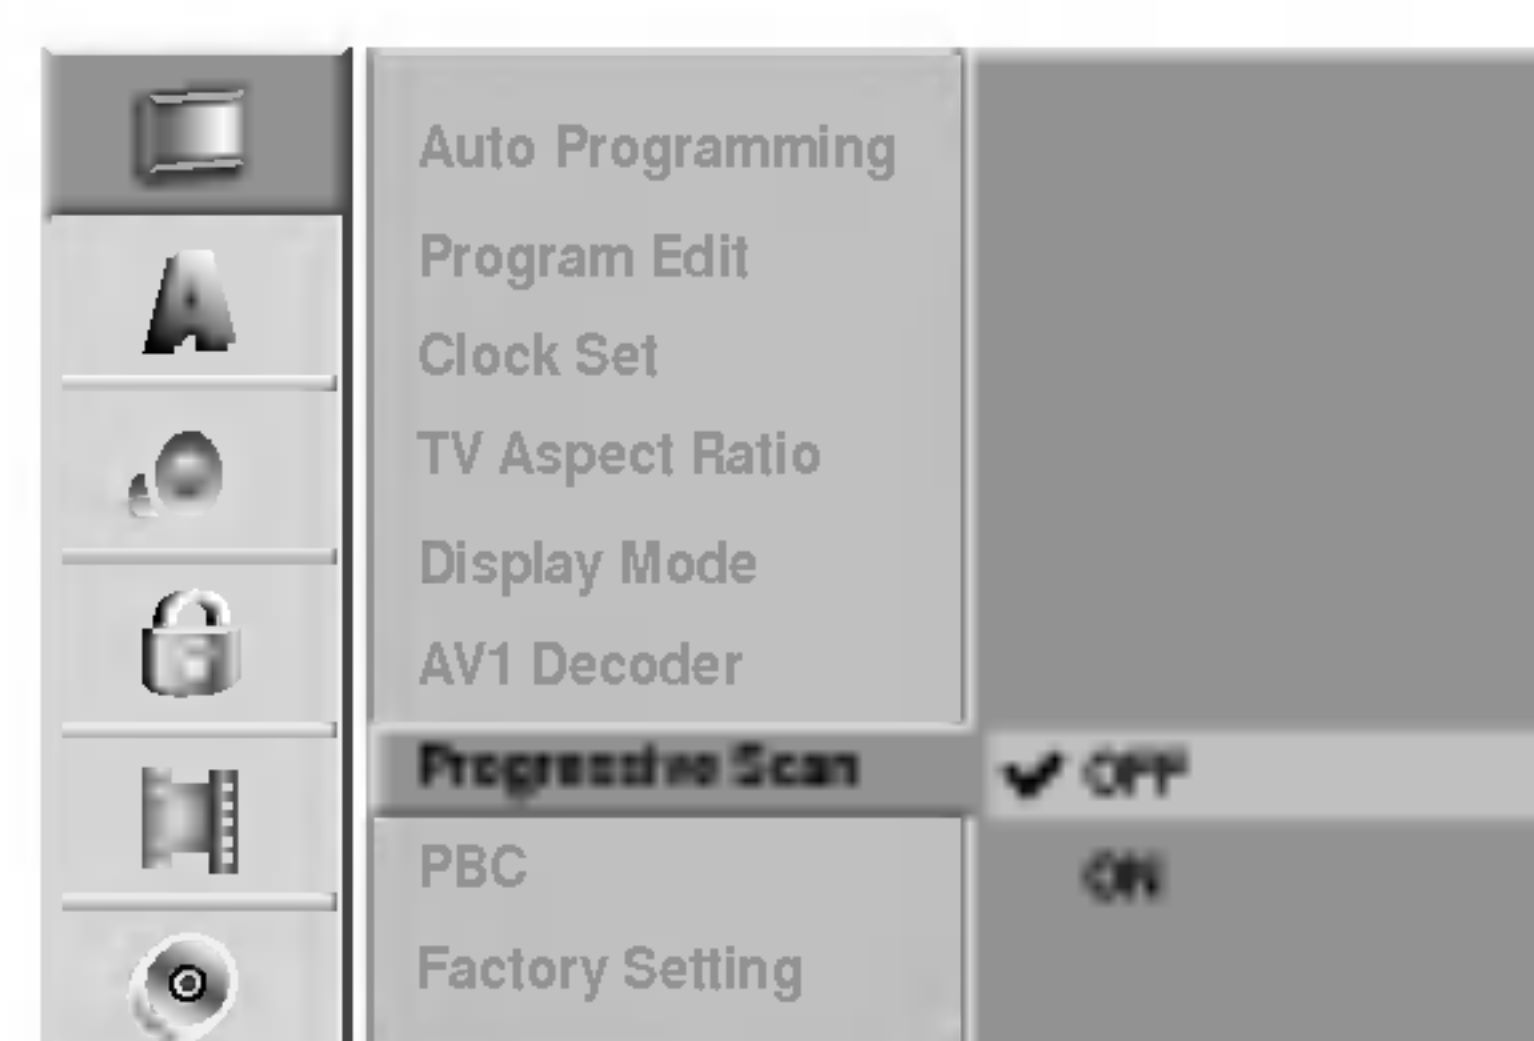 Auto Programming
Program Edit
Clock Set
TV Aspect Ratio
Display Mode
AV1 Decoder
Progressive Scan
✔ OFF
ON
PBC
Factory Setting